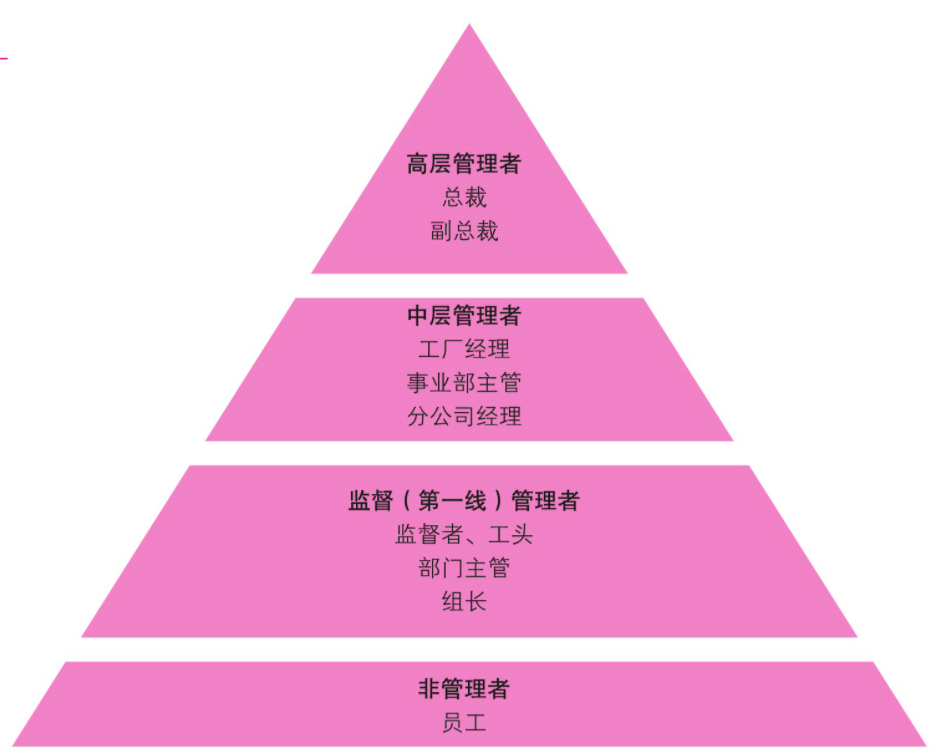 高层管理者
总裁
副总裁
中层管理者
工厂经理
事业部主管
分公司经理
监督（第一线）管理者
监督者、工头
部门主管
组长
非管理者
员工